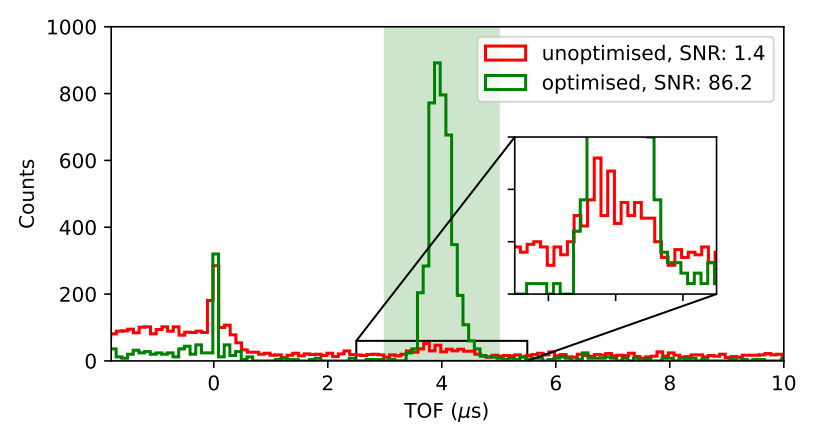 1000
800
600
400
200
0
Counts
unoptimised, SNR: 1.4
optimised, SNR: 86.2
0 2 4 6 8 10
TOF (μs)